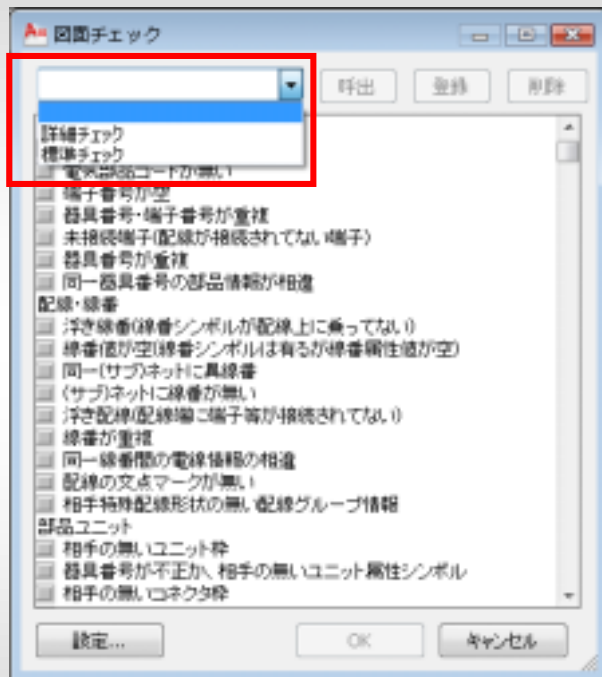 図面チェック
呼出 登録 削除
詳細チェック
標準チェック
電気部品コードが無い
端子番号が空
器具番号・端子番号が重複
未接続端子(配線が接続されてない端子)
器具番号が重複
同一器具番号の部品情報が相違
配線・線番
浮き線番(線番シンボルが配線上に乗ってない)
線番値が空(線番シンボルは有るが線番属性値が空)
同一(サブ)ネットに異線番
(サブ)ネットに線番が無い
浮き配線(配線端に端子等が接続されてない)
線番が重複
同一線番間の電線情報の相違
配線の交点マークが無い
相手特殊配線形状の無い配線グループ情報
部品ユニット
相手の無いユニット枠
器具番号が不正か、相手の無いユニット属性シンボル
相手の無いコネクタ枠
設定... OK キャンセル